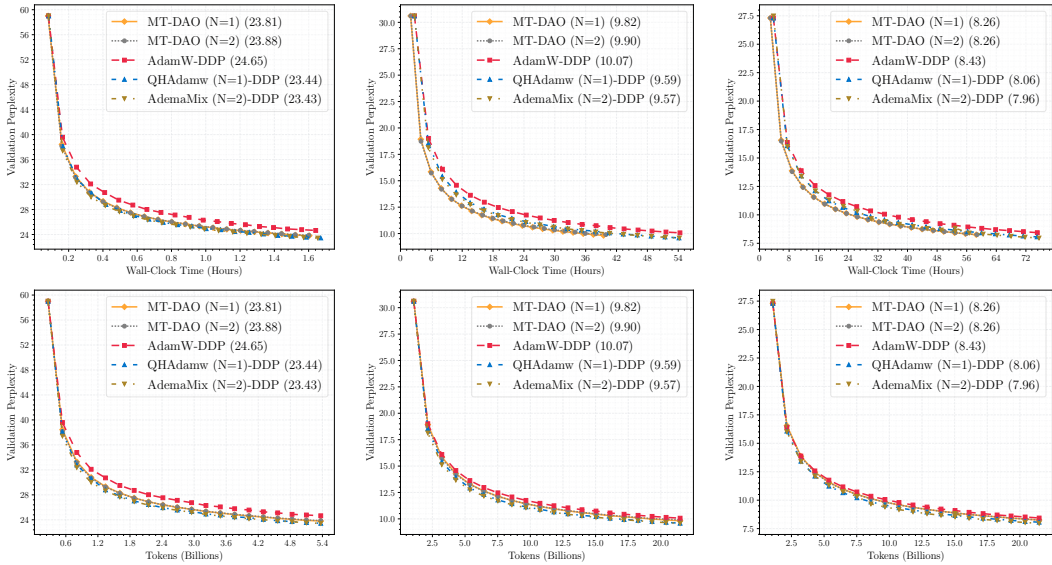 Validation Perplexity
60
56
52
48
44
40
36
32
28
24
0.2 0.4 0.6 0.8 1.0 1.2 1.4 1.6
Wall-Clock Time (Hours)
MT-DAO (N=1) (23.81)
MT-DAO (N=2) (23.88)
AdamW-DDP (24.65)
QHAdamw (N=1)-DDP (23.44)
AdemaMix (N=2)-DDP (23.43)
Validation Perplexity
30.0
27.5
25.0
22.5
20.0
17.5
15.0
12.5
10.0
0 6 12 18 24 30 36 42 48 54
Wall-Clock Time (Hours)
MT-DAO (N=1) (9.82)
MT-DAO (N=2) (9.90)
AdamW-DDP (10.07)
QHAdamw (N=1)-DDP (9.59)
AdemaMix (N=2)-DDP (9.57)
Validation Perplexity
27.5
25.0
22.5
20.0
17.5
15.0
12.5
10.0
7.5
0 8 16 24 32 40 48 56 64 72
Wall-Clock Time (Hours)
MT-DAO (N=1) (8.26)
MT-DAO (N=2) (8.26)
AdamW-DDP (8.43)
QHAdamw (N=1)-DDP (8.06)
AdemaMix (N=2)-DDP (7.96)
Validation Perplexity
60
56
52
48
44
40
36
32
28
24
0.6 1.2 1.8 2.4 3.0 3.6 4.2 4.8 5.4
Tokens (Billions)
MT-DAO (N=1) (23.81)
MT-DAO (N=2) (23.88)
AdamW-DDP (24.65)
QHAdamw (N=1)-DDP (23.44)
AdemaMix (N=2)-DDP (23.43)
Validation Perplexity
30.0
27.5
25.0
22.5
20.0
17.5
15.0
12.5
10.0
2.5 5.0 7.5 10.0 12.5 15.0 17.5 20.0
Tokens (Billions)
MT-DAO (N=1) (9.82)
MT-DAO (N=2) (9.90)
AdamW-DDP (10.07)
QHAdamw (N=1)-DDP (9.59)
AdemaMix (N=2)-DDP (9.57)
Validation Perplexity
27.5
25.0
22.5
20.0
17.5
15.0
12.5
10.0
7.5
2.5 5.0 7.5 10.0 12.5 15.0 17.5 20.0
Tokens (Billions)
MT-DAO (N=1) (8.26)
MT-DAO (N=2) (8.26)
AdamW-DDP (8.43)
QHAdamw (N=1)-DDP (8.06)
AdemaMix (N=2)-DDP (7.96)